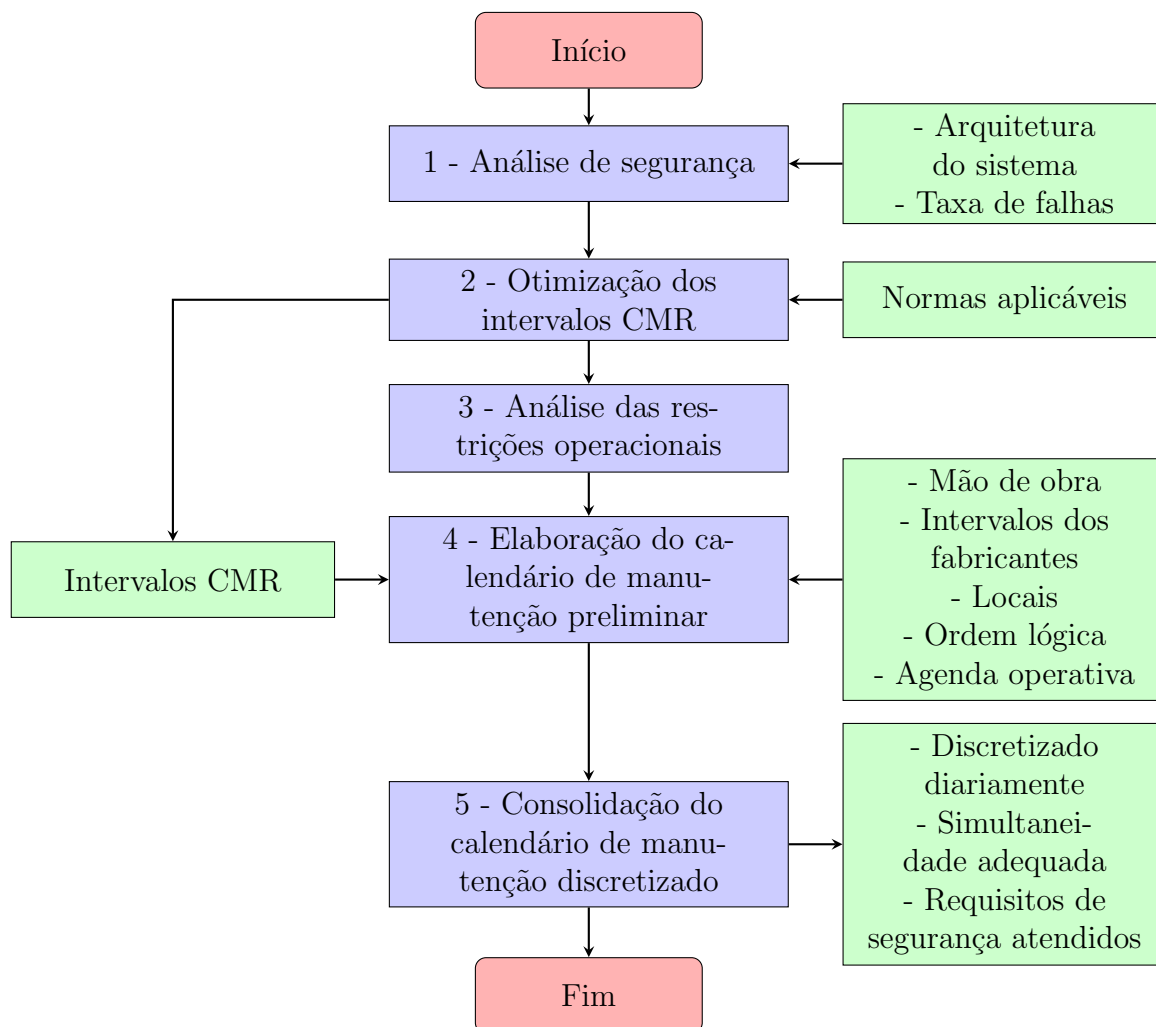 Início
1 - Análise de segurança
- Arquitetura
do sistema
- Taxa de falhas
2 - Otimização dos
intervalos CMR
Normas aplicáveis
3 - Análise das res-
trições operacionais
Intervalos CMR
4 - Elaboração do ca-
lendário de manu-
tenção preliminar
- Mão de obra
- Intervalos dos
fabricantes
- Locais
- Ordem lógica
- Agenda operativa
5 - Consolidação do
calendário de manu-
tenção discretizado
- Discretizado
diariamente
- Simultanei-
dade adequada
- Requisitos de
segurança atendidos
Fim